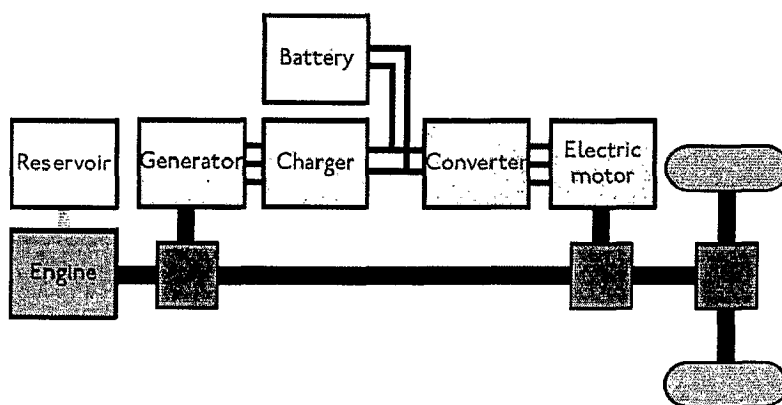 Battery
Reservoir
Generator
Charger
Converter
Electric
motor
Engine